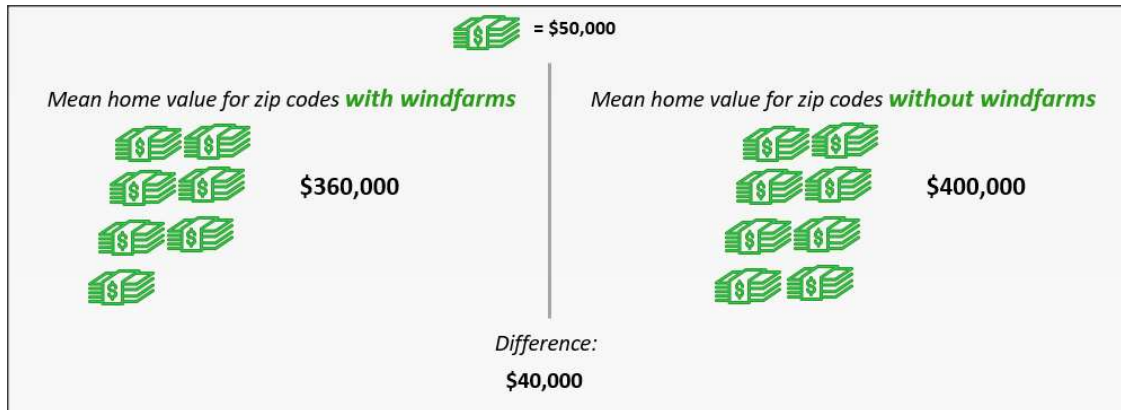 = $50,000
Mean home value for zip codes with windfarms
$360,000
Mean home value for zip codes without windfarms
$400,000
Difference:
$40,000